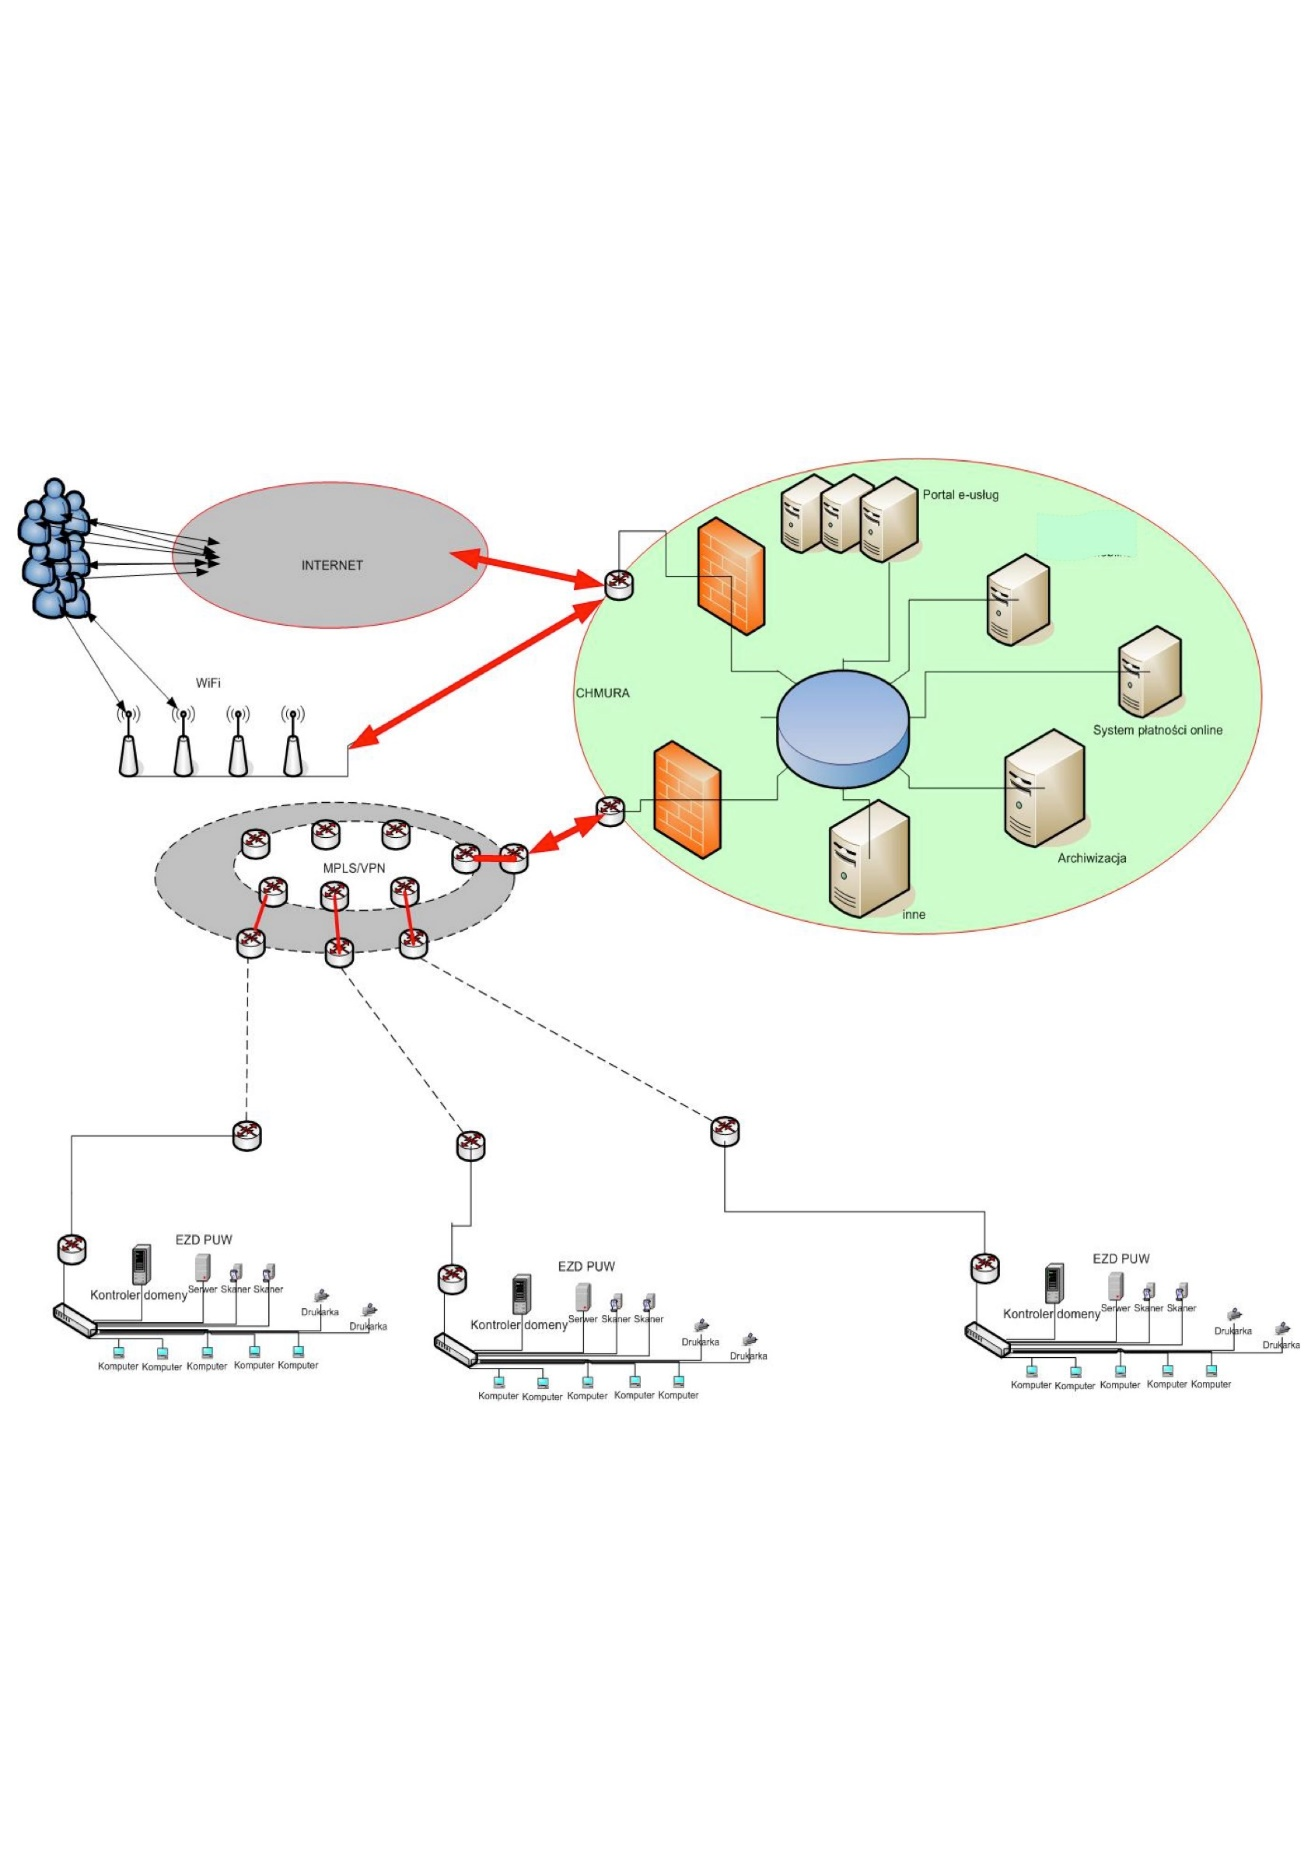 Portal e-usług
INTERNET
WiFi
CHMURA
System płatności online
Archiwizacja
MPLS/VPN
inne
EZD PUW
Kontroler domeny
Serwer
Skaner
Skaner
Drukarka
Drukarka
Komputer
Komputer
Komputer
Komputer
Komputer
EZD PUW
Kontroler domeny
Serwer
Skaner
Skaner
Drukarka
Drukarka
Komputer
Komputer
Komputer
Komputer
Komputer
EZD PUW
Kontroler domeny
Serwer
Skaner
Skaner
Drukarka
Drukarka
Komputer
Komputer
Komputer
Komputer
Komputer